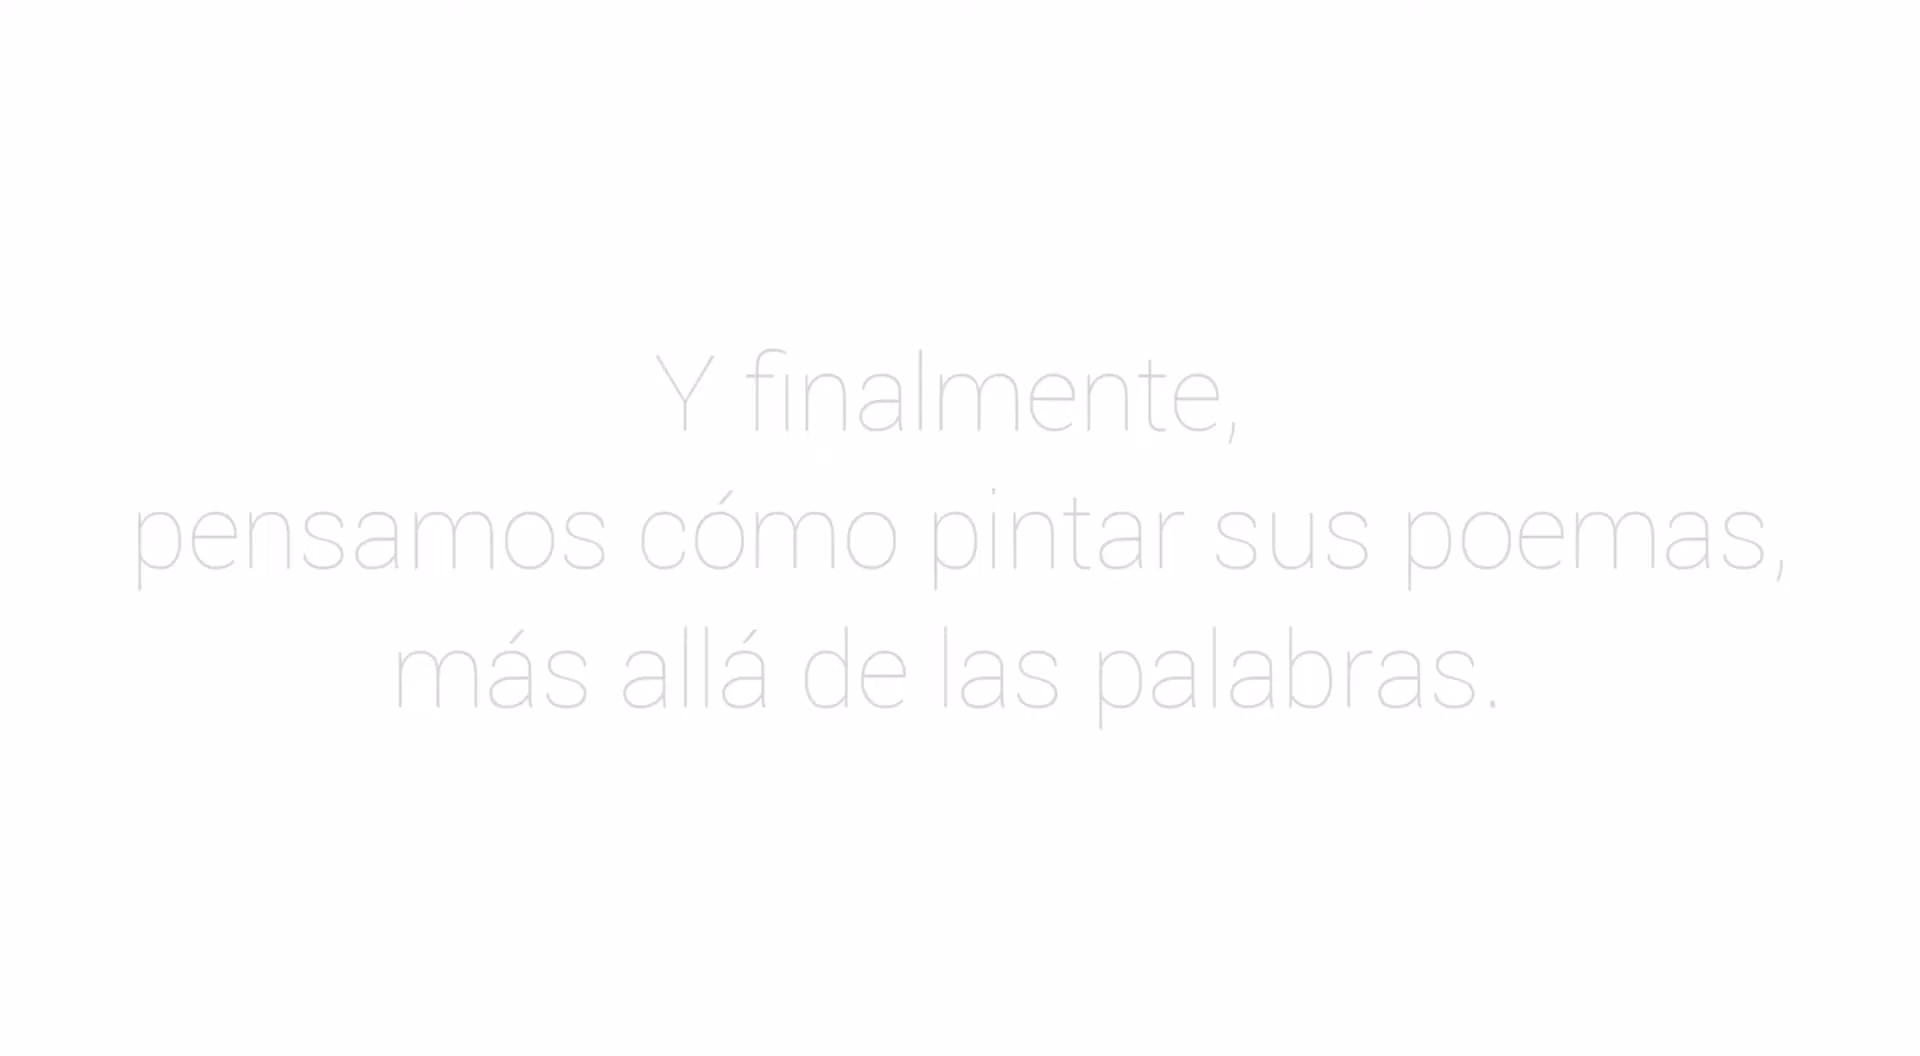 Y finalmente,
pensamos cómo pintar sus poemas,
más allá de las palabras.